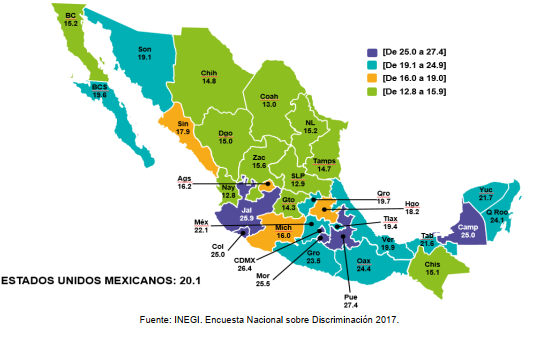 BC
15.2
Son
19.1
BCS
19.6
Chih
14.8
Coah
13.0
NL
15.2
Sin
17.9
Dgo
15.0
Zac
15.6
Tamps
14.7
SLP
12.9
Ags
16.2
Nay
12.8
Gto
14.3
Jal
25.9
Qro
19.7
Hgo
18.2
Tlax
19.4
Méx
22.1
Mich
16.0
Col
25.0
CDMX
26.4
Mor
25.5
Gro
23.5
Pue
27.4
Oax
24.4
Ver
19.9
Tab
21.6
Yuc
21.7
Q Roo
24.1
Camp
25.0
Chis
15.1
[De 25.0 a 27.4]
[De 19.1 a 24.9]
[De 16.0 a 19.0]
[De 12.8 a 15.9]
ESTADOS UNIDOS MEXICANOS: 20.1
Fuente: INEGI. Encuesta Nacional sobre Discriminación 2017.